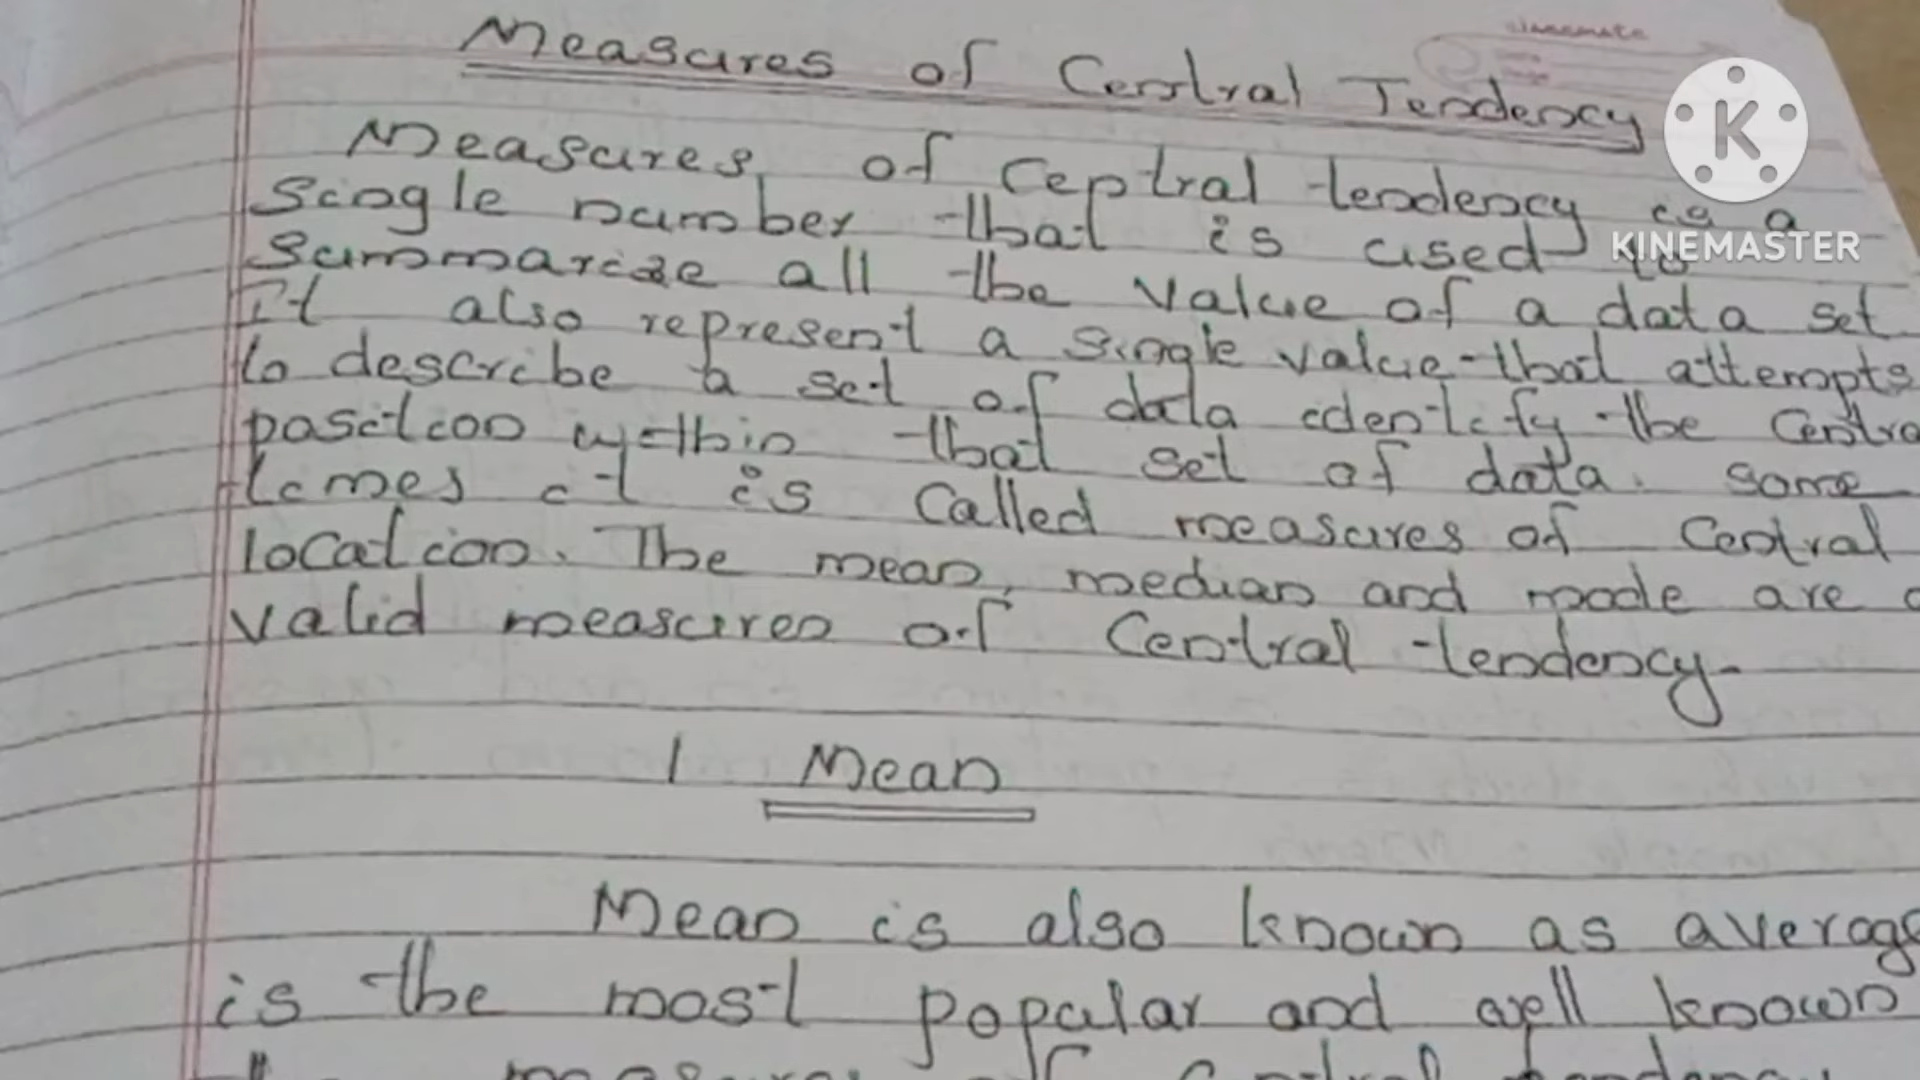 Measures of Central Tendency
Measures of Central tendency is a
single number that is used to
KINEMASTER
summarize all the value of a data set.
It also represent a single value that attempts
to describe a set of data identify the Centra
position within that set of data. some
times it is Called measures of Central
location. The mean, median and mode are
valid measures of Central tendency.
1 Mean
Mean is also known as average
is the most popular and well known
measures of Central tendency